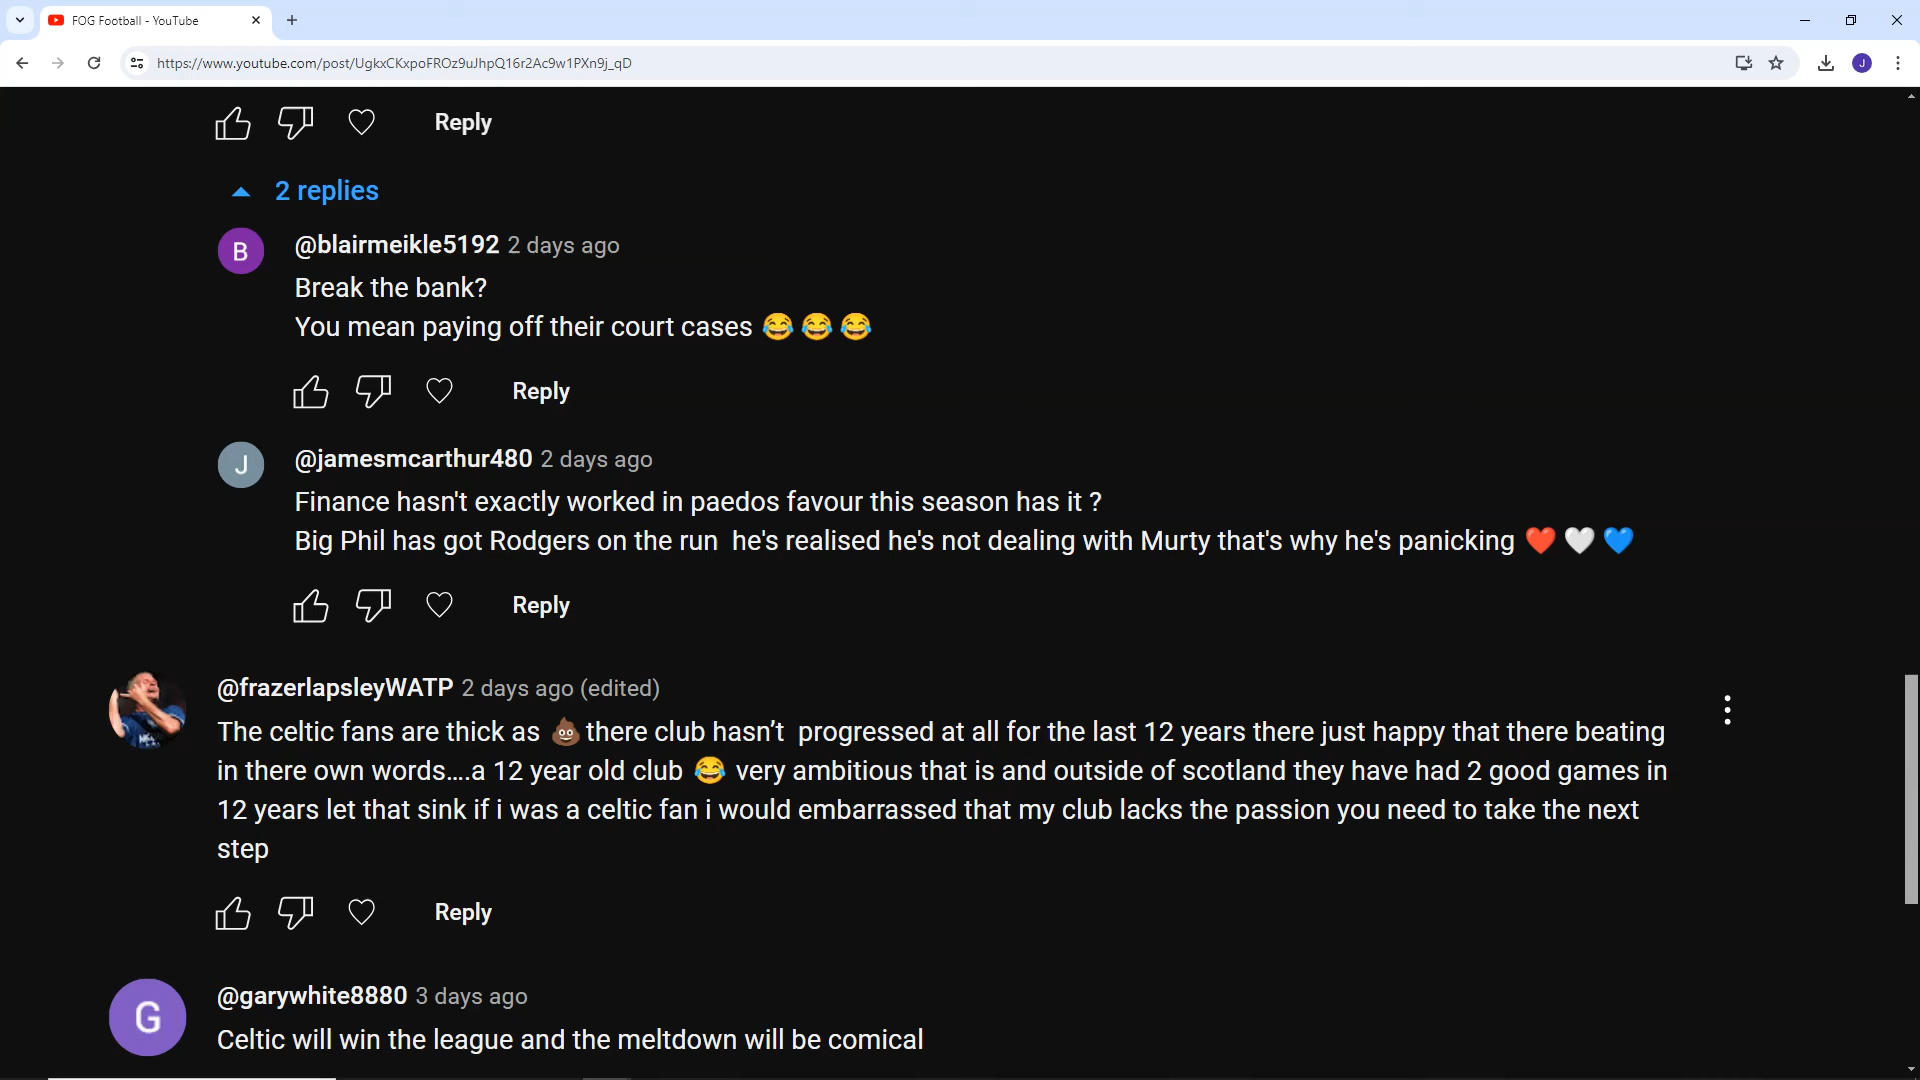 FOG Football - YouTube
https://www.youtube.com/post/UgkxCKxpoFROz9uJhpQ16r2Ac9w1PXn9j_qD
J
Reply
2 replies
B
@blairmeikle5192 2 days ago
Break the bank?
You mean paying off their court cases 😂 😂 😂
Reply
J
@jamesmcarthur480 2 days ago
Finance hasn't exactly worked in paedos favour this season has it ?
Big Phil has got Rodgers on the run  he's realised he's not dealing with Murty that's why he's panicking ❤️ 🤍 💙
Reply
@frazerlapsleyWATP 2 days ago (edited)
The celtic fans are thick as 💩 there club hasn’t  progressed at all for the last 12 years there just happy that there beating
in there own words....a 12 year old club 😂 very ambitious that is and outside of scotland they have had 2 good games in
12 years let that sink if i was a celtic fan i would embarrassed that my club lacks the passion you need to take the next
step
Reply
G
@garywhite8880 3 days ago
Celtic will win the league and the meltdown will be comical